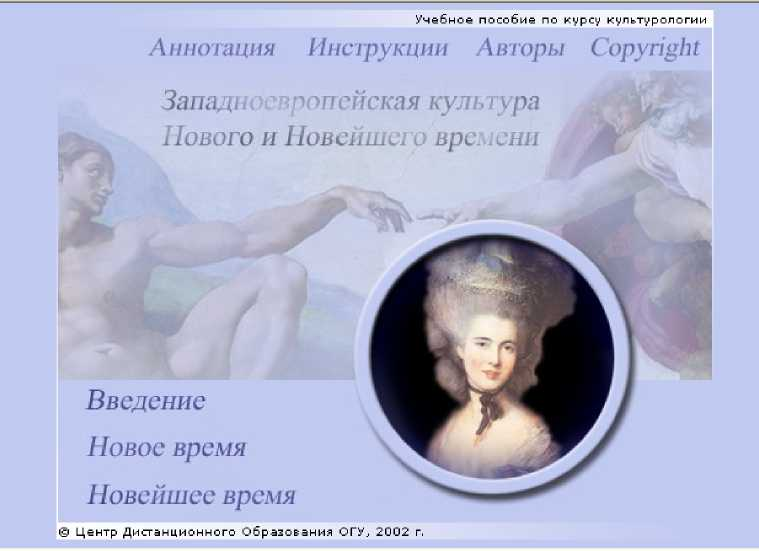 Учебное пособие по курсу культурологии
Аннотация Инструкции Авторы Copyright
Западноевропейская культура
Нового и Новейшего времени
Введение
Новое время
Новейшее время
© Центр Дистанционного Образования ОГУ, 2002 г.